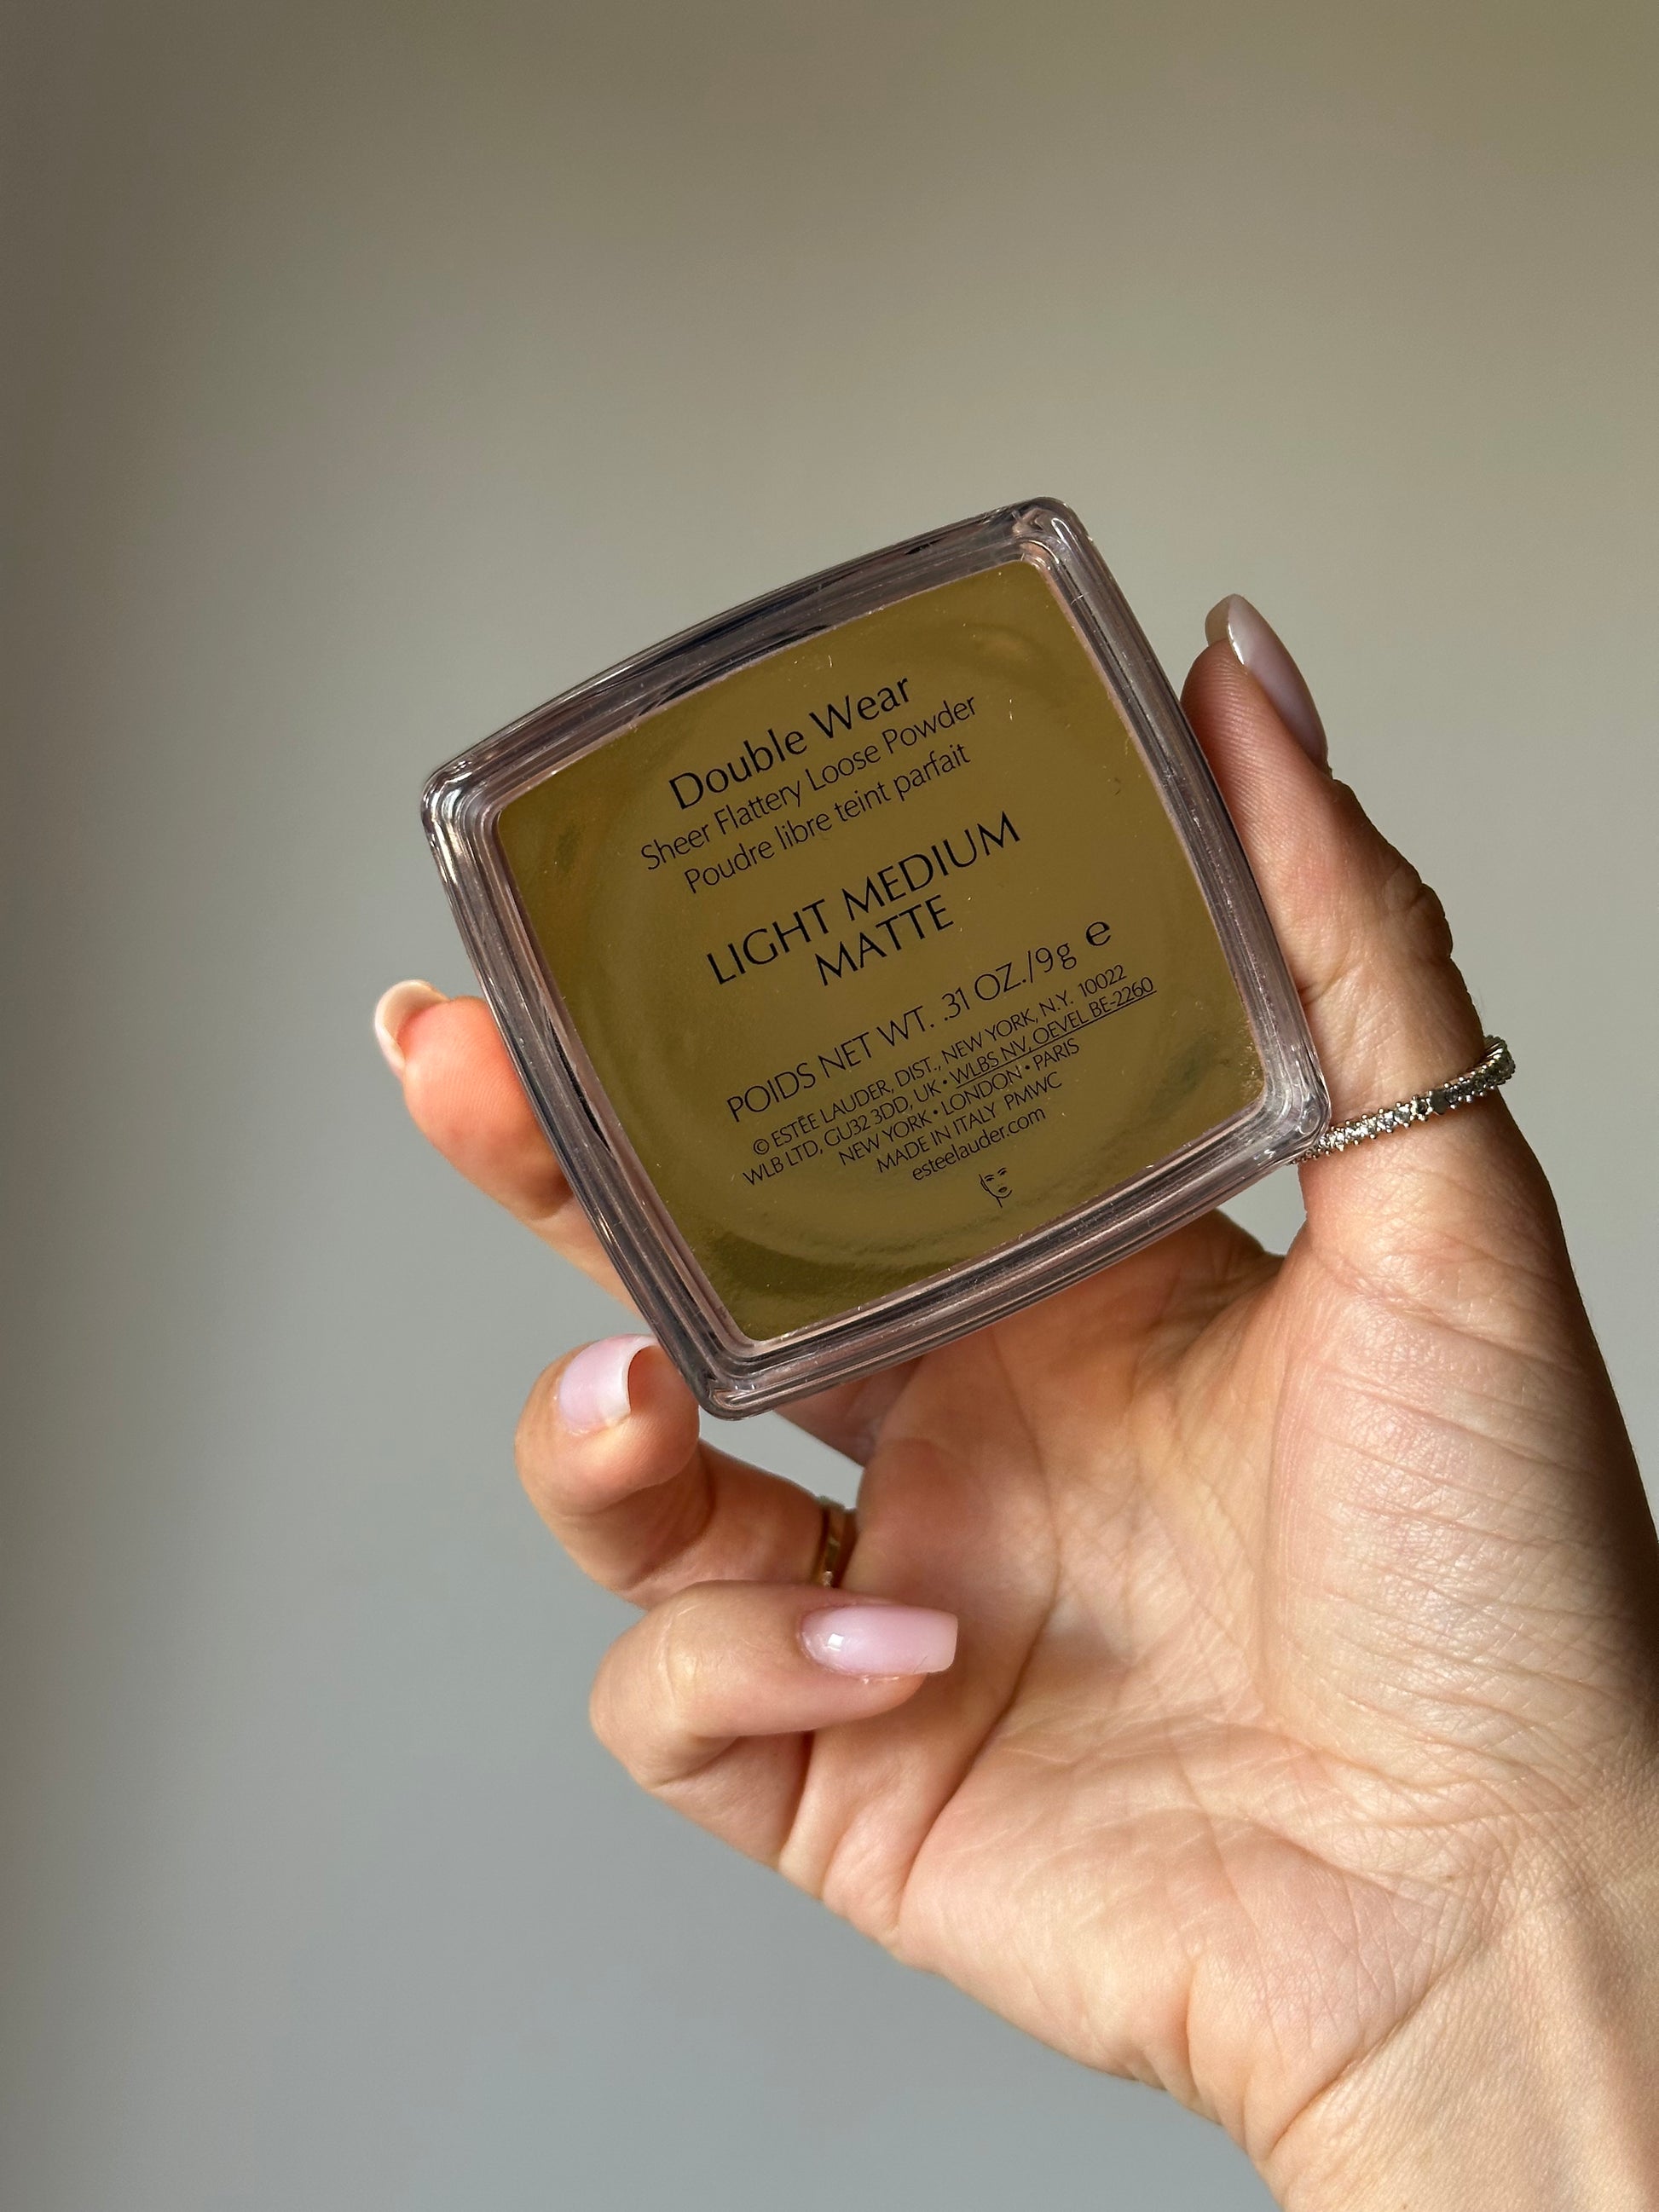 Double Wear
Sheer Flattery Loose Powder
Poudre libre teint parfait
LIGHT MEDIUM
MATTE
POIDS NET WT. .31 OZ./9g e
© ESTĒE LAUDER, DIST., NEW YORK, N.Y. 10022
WLB LTD, GU32 3DD, UK • WLBS NV, OEVEL BE-2260
NEW YORK • LONDON • PARIS
MADE IN ITALY PMWC
esteelauder.com